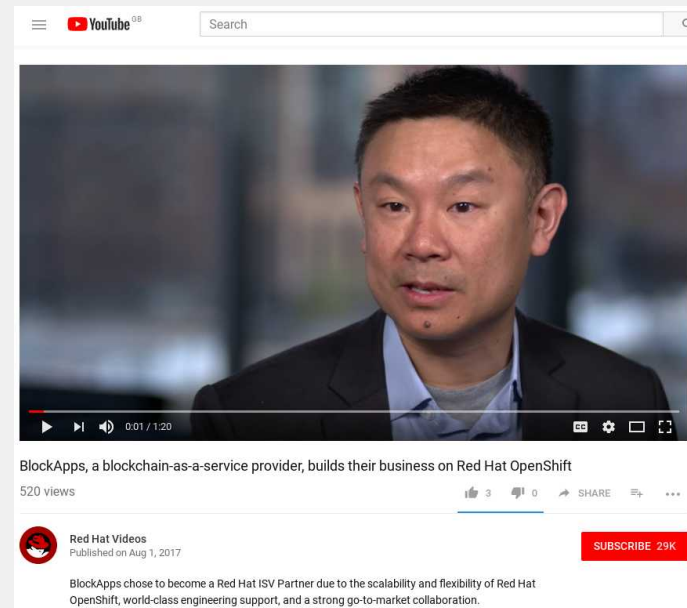 YouTube GB
Search
0:01 / 1:20
CC
BlockApps, a blockchain-as-a-service provider, builds their business on Red Hat OpenShift
520 views
3 0 SHARE
Red Hat Videos
Published on Aug 1, 2017
SUBSCRIBE 29K
BlockApps chose to become a Red Hat ISV Partner due to the scalability and flexibility of Red Hat
OpenShift, world-class engineering support, and a strong go-to-market collaboration.